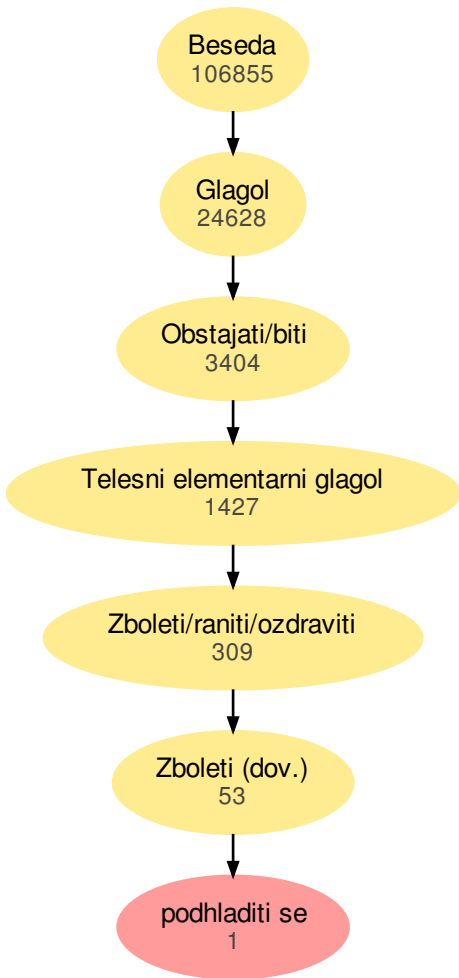 Beseda
106855
Glagol
24628
Obstajati/biti
3404
Telesni elementarni glagol
1427
Zboleti/raniti/ozdraviti
309
Zboleti (dov.)
53
podhladiti se
1